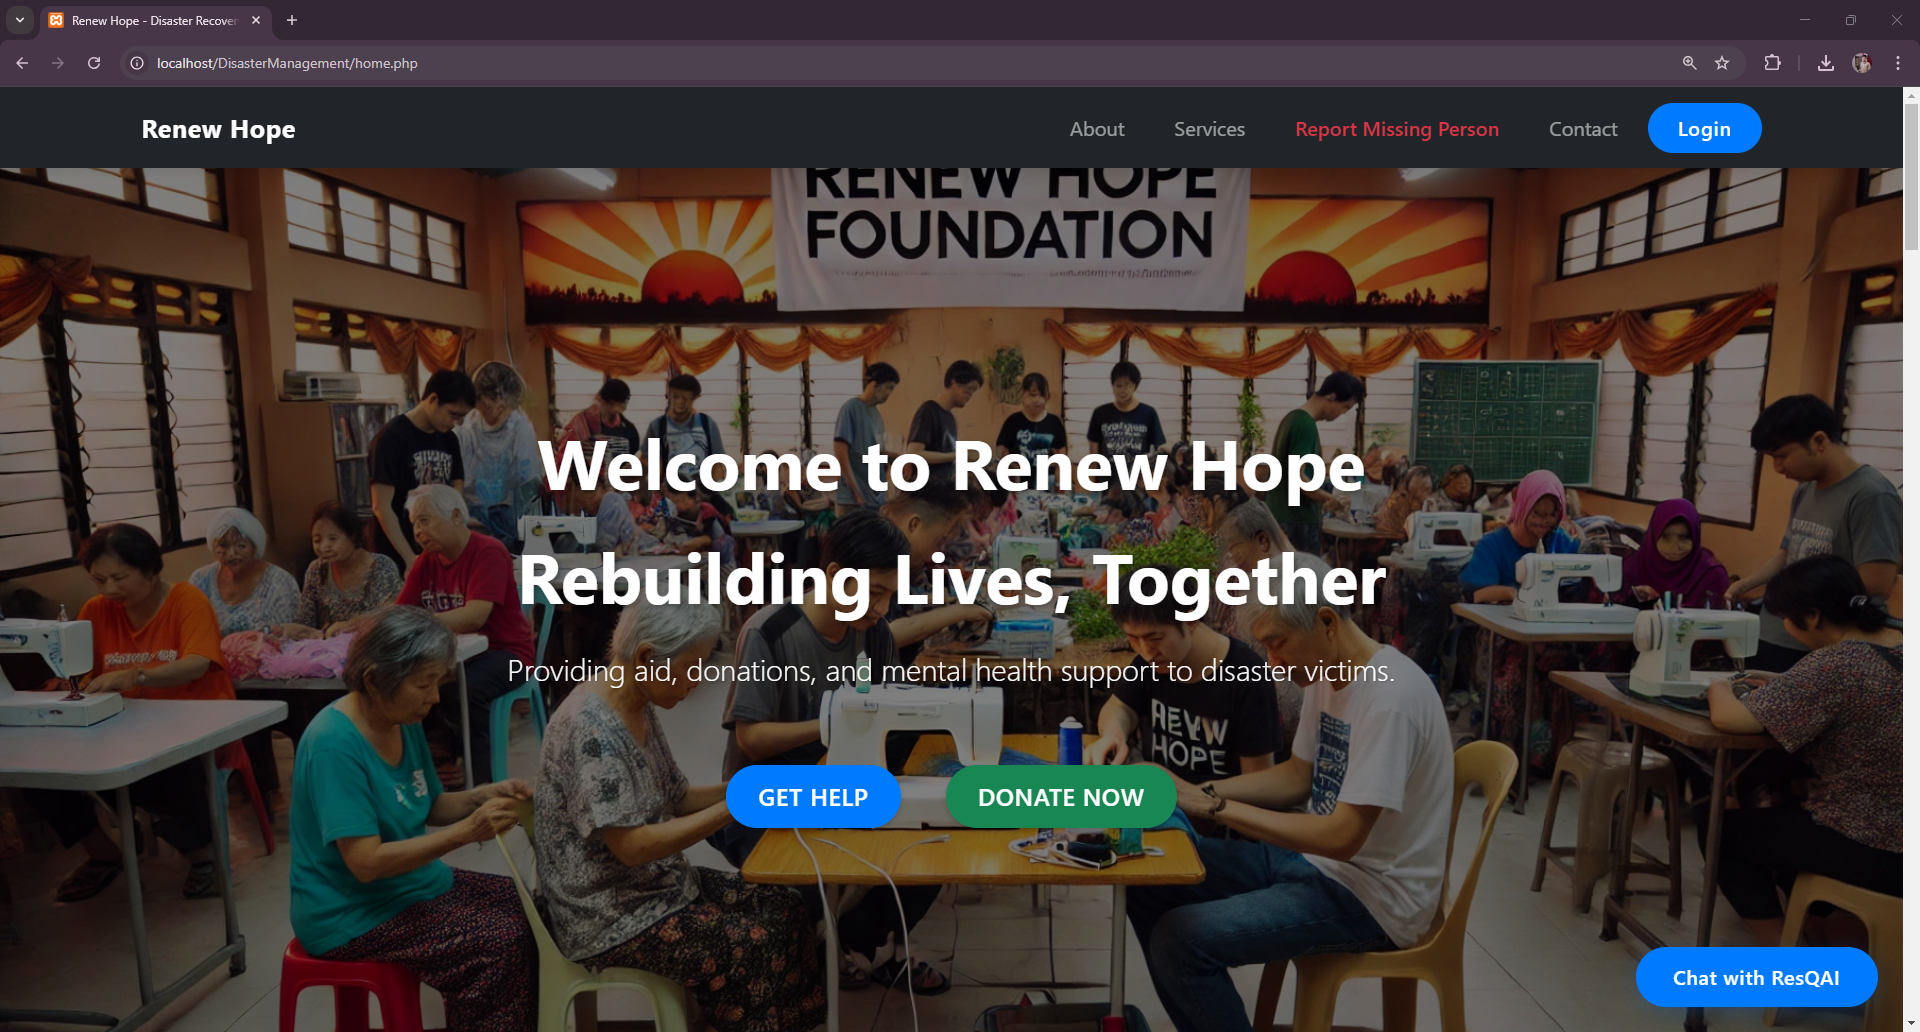 Renew Hope - Disaster Recover
localhost/DisasterManagement/home.php
Renew Hope
About
Services
Report Missing Person
Contact
Login
RENEW HOPE
FOUNDATION
Welcome to Renew Hope
Rebuilding Lives, Together
Providing aid, donations, and mental health support to disaster victims.
RENEW
HOPE
GET HELP
DONATE NOW
Chat with ResQAI